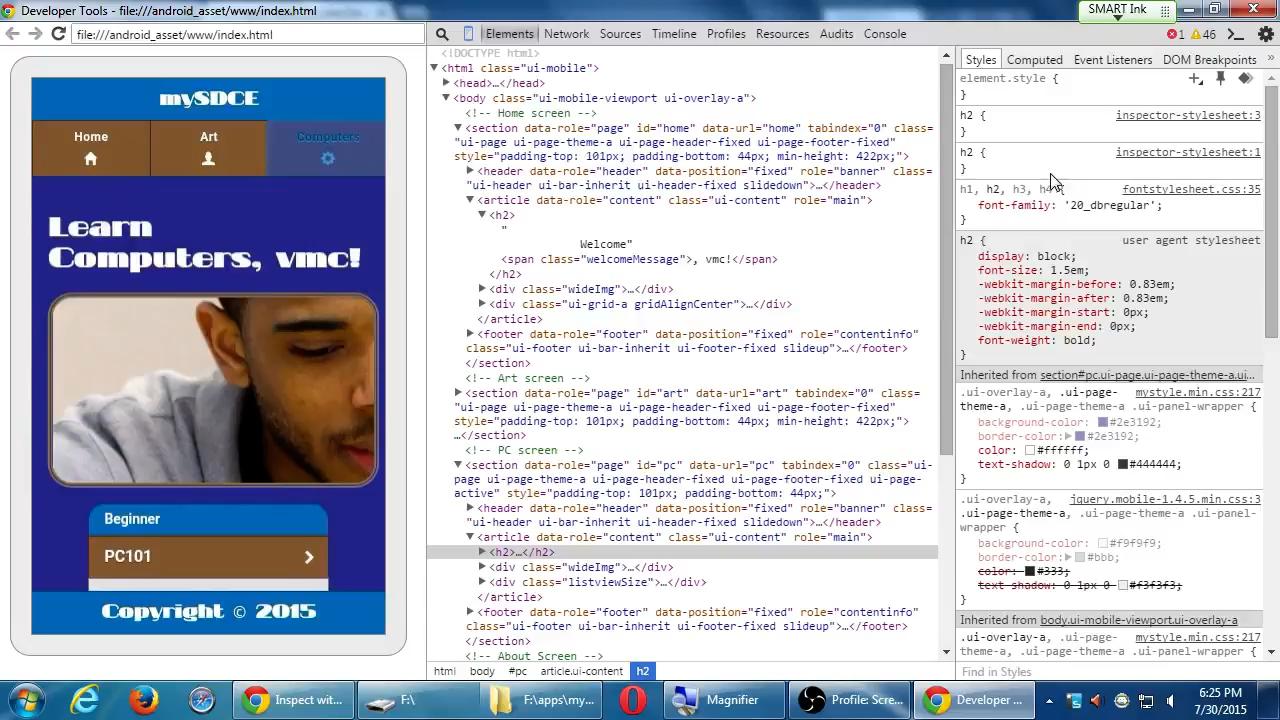 Developer Tools - file:///android_asset/www/index.html
SMART Ink
file:///android_asset/www/index.html
Elements Network Sources Timeline Profiles Resources Audits Console
1 46
mySDCE
Home Art Computers
Learn
Computers, vmc!
Beginner
PC101
Copyright © 2015
<!DOCTYPE html>
<html class="ui-mobile">
<head>…</head>
<body class="ui-mobile-viewport ui-overlay-a">
<!-- Home screen -->
<section data-role="page" id="home" data-url="home" tabindex="0" class=
"ui-page ui-page-theme-a ui-page-header-fixed ui-page-footer-fixed"
style="padding-top: 101px; padding-bottom: 44px; min-height: 422px;">
<header data-role="header" data-position="fixed" role="banner" class=
"ui-header ui-bar-inherit ui-header-fixed slidedown">…</header>
<article data-role="content" class="ui-content" role="main">
<h2>
"
Welcome"
<span class="welcomeMessage">, vmc!</span>
</h2>
<div class="wideImg">…</div>
<div class="ui-grid-a gridAlignCenter">…</div>
</article>
<footer data-role="footer" data-position="fixed" role="contentinfo"
class="ui-footer ui-bar-inherit ui-footer-fixed slideup">…</footer>
</section>
<!-- Art screen -->
<section data-role="page" id="art" data-url="art" tabindex="0" class=
"ui-page ui-page-theme-a ui-page-header-fixed ui-page-footer-fixed"
style="padding-top: 101px; padding-bottom: 44px; min-height: 422px;">
…</section>
<!-- PC screen -->
<section data-role="page" id="pc" data-url="pc" tabindex="0" class="ui-
page ui-page-theme-a ui-page-header-fixed ui-page-footer-fixed ui-page-
active" style="padding-top: 101px; padding-bottom: 44px;">
<header data-role="header" data-position="fixed" role="banner" class=
"ui-header ui-bar-inherit ui-header-fixed slidedown">…</header>
<article data-role="content" class="ui-content" role="main">
<h2>…</h2>
<div class="wideImg">…</div>
<div class="listviewSize">…</div>
</article>
<footer data-role="footer" data-position="fixed" role="contentinfo"
class="ui-footer ui-bar-inherit ui-footer-fixed slideup">…</footer>
</section>
<!-- About Screen -->
html body #pc article.ui-content h2
Styles Computed Event Listeners DOM Breakpoints »
element.style {
}
h2 { inspector-stylesheet:3
}
h2 { inspector-stylesheet:1
}
h1, h2, h3, h4 { fontstylesheet.css:35
font-family: '20_dbregular';
}
h2 { user agent stylesheet
display: block;
font-size: 1.5em;
-webkit-margin-before: 0.83em;
-webkit-margin-after: 0.83em;
-webkit-margin-start: 0px;
-webkit-margin-end: 0px;
font-weight: bold;
}
Inherited from section#pc.ui-page.ui-page-theme-a.ui…
.ui-overlay-a, .ui-page- mystyle.min.css:217
theme-a, .ui-page-theme-a .ui-panel-wrapper {
background-color: #2e3192;
border-color: #2e3192;
color: #ffffff;
text-shadow: 0 1px 0 #444444;
}
.ui-overlay-a, jquery.mobile-1.4.5.min.css:3
.ui-page-theme-a, .ui-page-theme-a .ui-panel-
wrapper {
background-color: #f9f9f9;
border-color: #bbb;
color: #333;
text-shadow: 0 1px 0 #f3f3f3;
}
Inherited from body.ui-mobile-viewport.ui-overlay-a
.ui-overlay-a, .ui-page- mystyle.min.css:217
theme-a, .ui-page-theme-a .ui-panel-wrapper {
Find in Styles
Inspect wit... F:\ F:\apps\my... Magnifier Profile: Scre... Developer ...
6:25 PM
7/30/2015